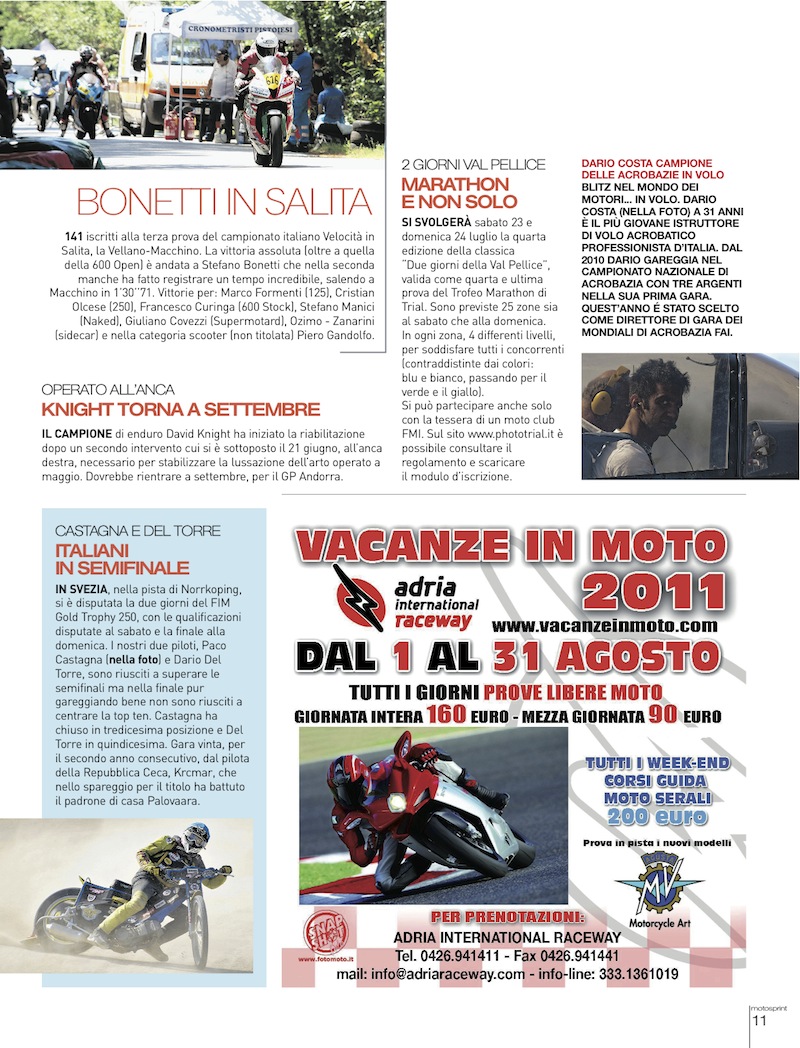 CRONOMETRISTI PISTOIESI
616
BONETTI IN SALITA
141 iscritti alla terza prova del campionato italiano Velocità in
Salita, la Vellano-Macchino. La vittoria assoluta (oltre a quella
della 600 Open) è andata a Stefano Bonetti che nella seconda
manche ha fatto registrare un tempo incredibile, salendo a
Macchino in 1'30''71. Vittorie per: Marco Formenti (125), Cristian
Olcese (250), Francesco Curinga (600 Stock), Stefano Manici
(Naked), Giuliano Covezzi (Supermotard), Ozimo - Zanarini
(sidecar) e nella categoria scooter (non titolata) Piero Gandolfo.
OPERATO ALL'ANCA
KNIGHT TORNA A SETTEMBRE
IL CAMPIONE di enduro David Knight ha iniziato la riabilitazione
dopo un secondo intervento cui si è sottoposto il 21 giugno, all'anca
destra, necessario per stabilizzare la lussazione dell'arto operato a
maggio. Dovrebbe rientrare a settembre, per il GP Andorra.
2 GIORNI VAL PELLICE
MARATHON
E NON SOLO
SI SVOLGERÀ sabato 23 e
domenica 24 luglio la quarta
edizione della classica
“Due giorni della Val Pellice”,
valida come quarta e ultima
prova del Trofeo Marathon di
Trial. Sono previste 25 zone sia
al sabato che alla domenica.
In ogni zona, 4 differenti livelli,
per soddisfare tutti i concorrenti
(contraddistinte dai colori:
blu e bianco, passando per il
verde e il giallo).
Si può partecipare anche solo
con la tessera di un moto club
FMI. Sul sito www.phototrial.it è
possibile consultare il
regolamento e scaricare
il modulo d'iscrizione.
DARIO COSTA CAMPIONE
DELLE ACROBAZIE IN VOLO
BLITZ NEL MONDO DEI
MOTORI... IN VOLO. DARIO
COSTA (NELLA FOTO) A 31 ANNI
È IL PIÙ GIOVANE ISTRUTTORE
DI VOLO ACROBATICO
PROFESSIONISTA D'ITALIA. DAL
2010 DARIO GAREGGIA NEL
CAMPIONATO NAZIONALE DI
ACROBAZIA CON TRE ARGENTI
NELLA SUA PRIMA GARA.
QUEST'ANNO É STATO SCELTO
COME DIRETTORE DI GARA DEI
MONDIALI DI ACROBAZIA FAI.
CASTAGNA E DEL TORRE
ITALIANI
IN SEMIFINALE
IN SVEZIA, nella pista di Norrkoping,
si è disputata la due giorni del FIM
Gold Trophy 250, con le qualificazioni
disputate al sabato e la finale alla
domenica. I nostri due piloti, Paco
Castagna (nella foto) e Dario Del
Torre, sono riusciti a superare le
semifinali ma nella finale pur
gareggiando bene non sono riusciti a
centrare la top ten. Castagna ha
chiuso in tredicesima posizione e Del
Torre in quindicesima. Gara vinta, per
il secondo anno consecutivo, dal pilota
della Repubblica Ceca, Krcmar, che
nello spareggio per il titolo ha battuto
il padrone di casa Palovaara.
VACANZE IN MOTO
2011
adria
international
raceway
www.vacanzeinmoto.com
DAL 1 AL 31 AGOSTO
TUTTI I GIORNI PROVE LIBERE MOTO
GIORNATA INTERA 160 EURO - MEZZA GIORNATA 90 EURO
TUTTI I WEEK-END
CORSI GUIDA
MOTO SERALI
200 euro
Prova in pista i nuovi modelli
MV
Motorcycle Art
SNAP SHOT
www.fotomoto.it
PER PRENOTAZIONI:
ADRIA INTERNATIONAL RACEWAY
Tel. 0426.941411 - Fax 0426.941441
mail: info@adriaraceway.com - info-line: 333.1361019
motosprint
11